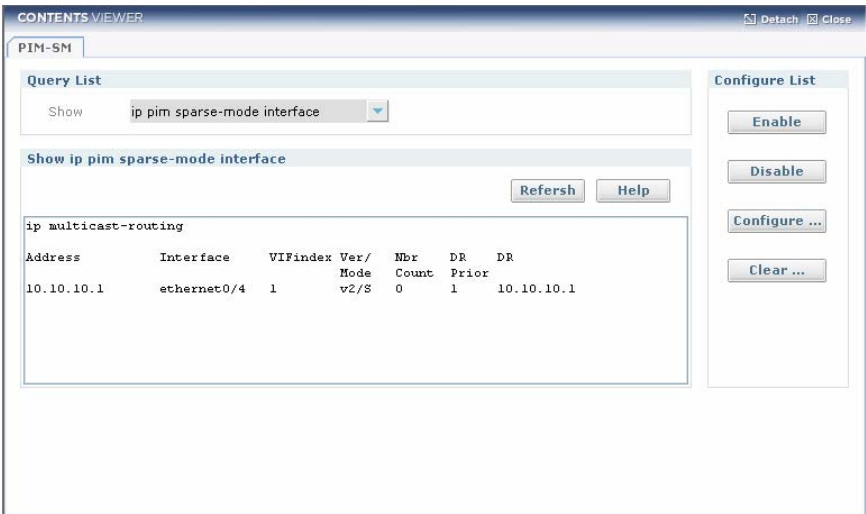 CONTENTS VIEWER
Detach Close
PIM-SM
Query List
Show ip pim sparse-mode interface
Show ip pim sparse-mode interface
Refersh Help
ip multicast-routing
Address Interface VIFindex Ver/ Nbr DR DR
Mode Count Prior
10.10.10.1 ethernet0/4 1 v2/S 0 1 10.10.10.1
Configure List
Enable
Disable
Configure ...
Clear ...